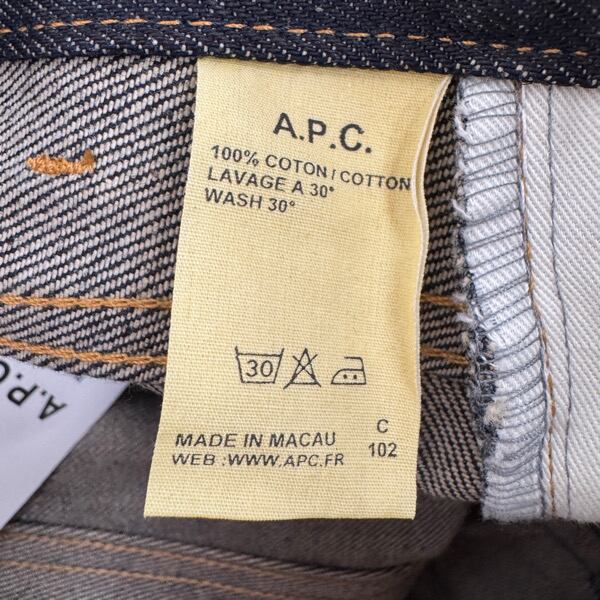 A.P.C.
100% COTON / COTTON
LAVAGE A 30°
WASH 30°
30
C
MADE IN MACAU 102
WEB : WWW.APC.FR
A.P.C